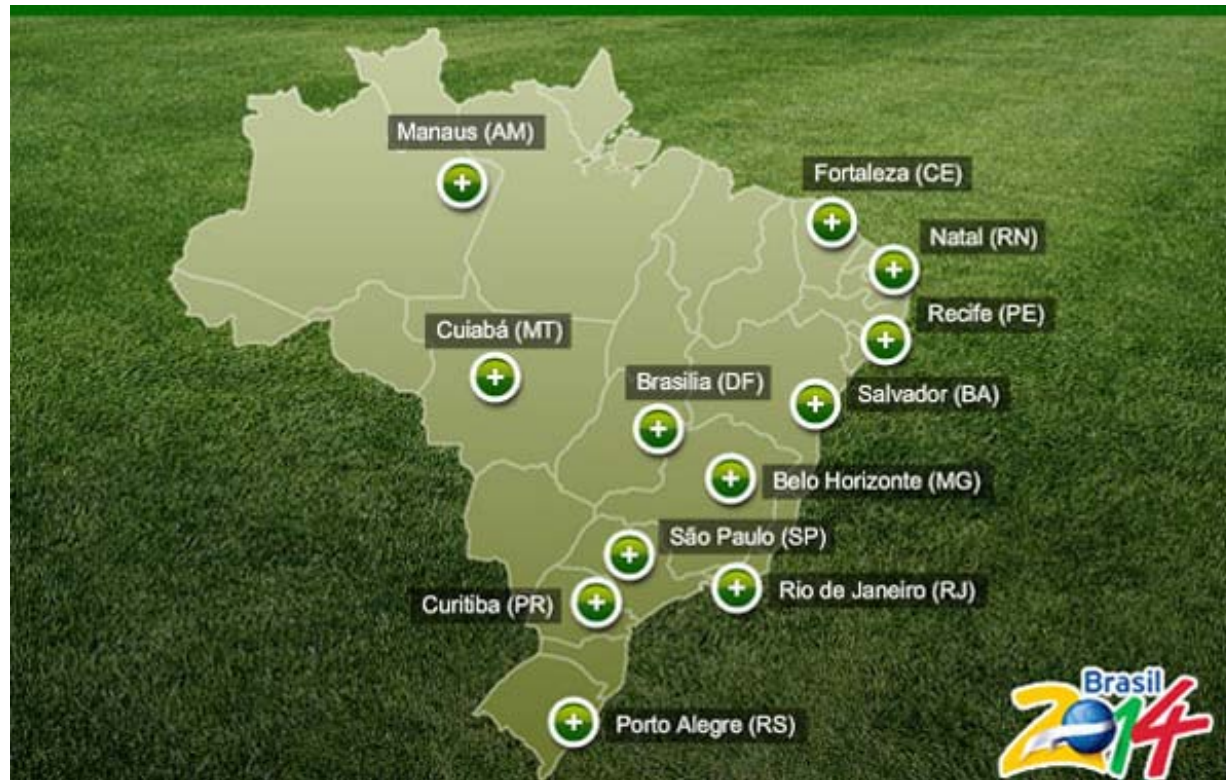 Manaus (AM)
Fortaleza (CE)
Natal (RN)
Recife (PE)
Cuiabá (MT)
Brasilia (DF)
Salvador (BA)
Belo Horizonte (MG)
São Paulo (SP)
Rio de Janeiro (RJ)
Curitiba (PR)
Porto Alegre (RS)
Brasil
2014